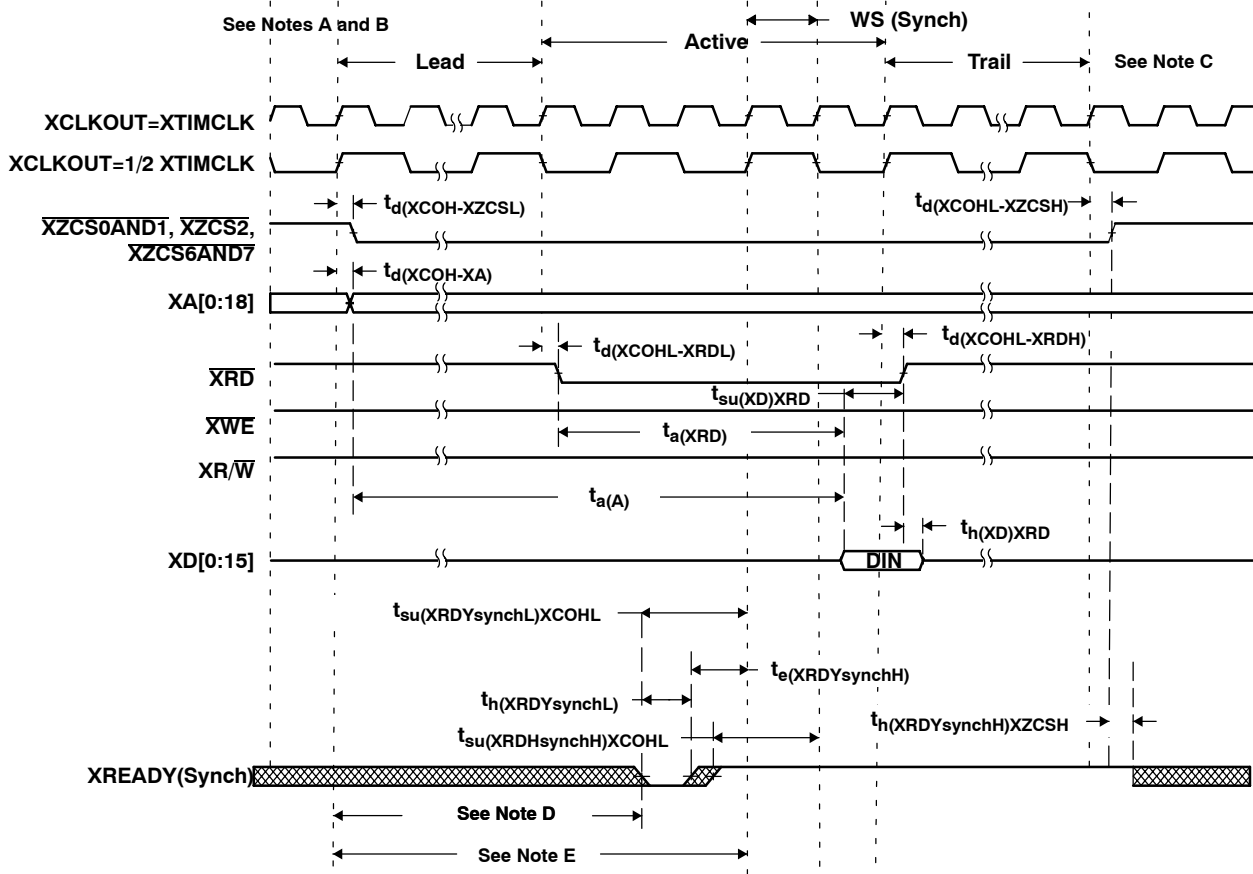 See Notes A and B
WS (Synch)
Active
Lead
Trail
See Note C
XCLKOUT=XTIMCLK
XCLKOUT=1/2 XTIMCLK
td(XCOH-XZCSL)
td(XCOHL-XZCSH)
XZCS0AND1, XZCS2,
XZCS6AND7
td(XCOH-XA)
XA[0:18]
td(XCOHL-XRDL)
td(XCOHL-XRDH)
XRD
tsu(XD)XRD
XWE
ta(XRD)
XR/W
ta(A)
th(XD)XRD
XD[0:15]
DIN
tsu(XRDYsynchL)XCOHL
te(XRDYsynchH)
th(XRDYsynchL)
th(XRDYsynchH)XZCSH
tsu(XRDHsynchH)XCOHL
XREADY(Synch)
See Note D
See Note E